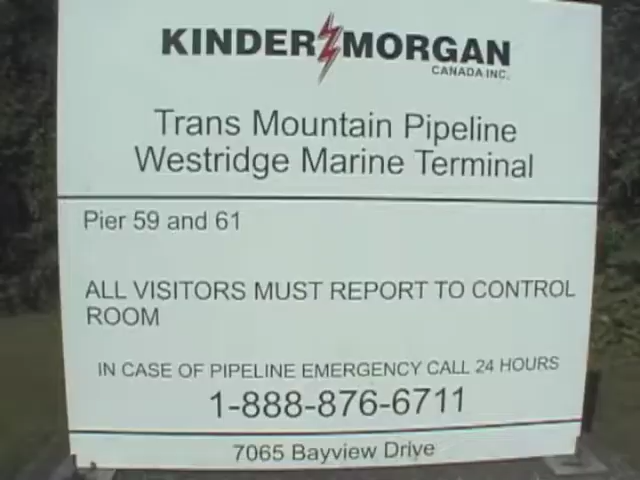 KINDER MORGAN
CANADA INC.
Trans Mountain Pipeline
Westridge Marine Terminal
Pier 59 and 61
ALL VISITORS MUST REPORT TO CONTROL
ROOM
IN CASE OF PIPELINE EMERGENCY CALL 24 HOURS
1-888-876-6711
7065 Bayview Drive